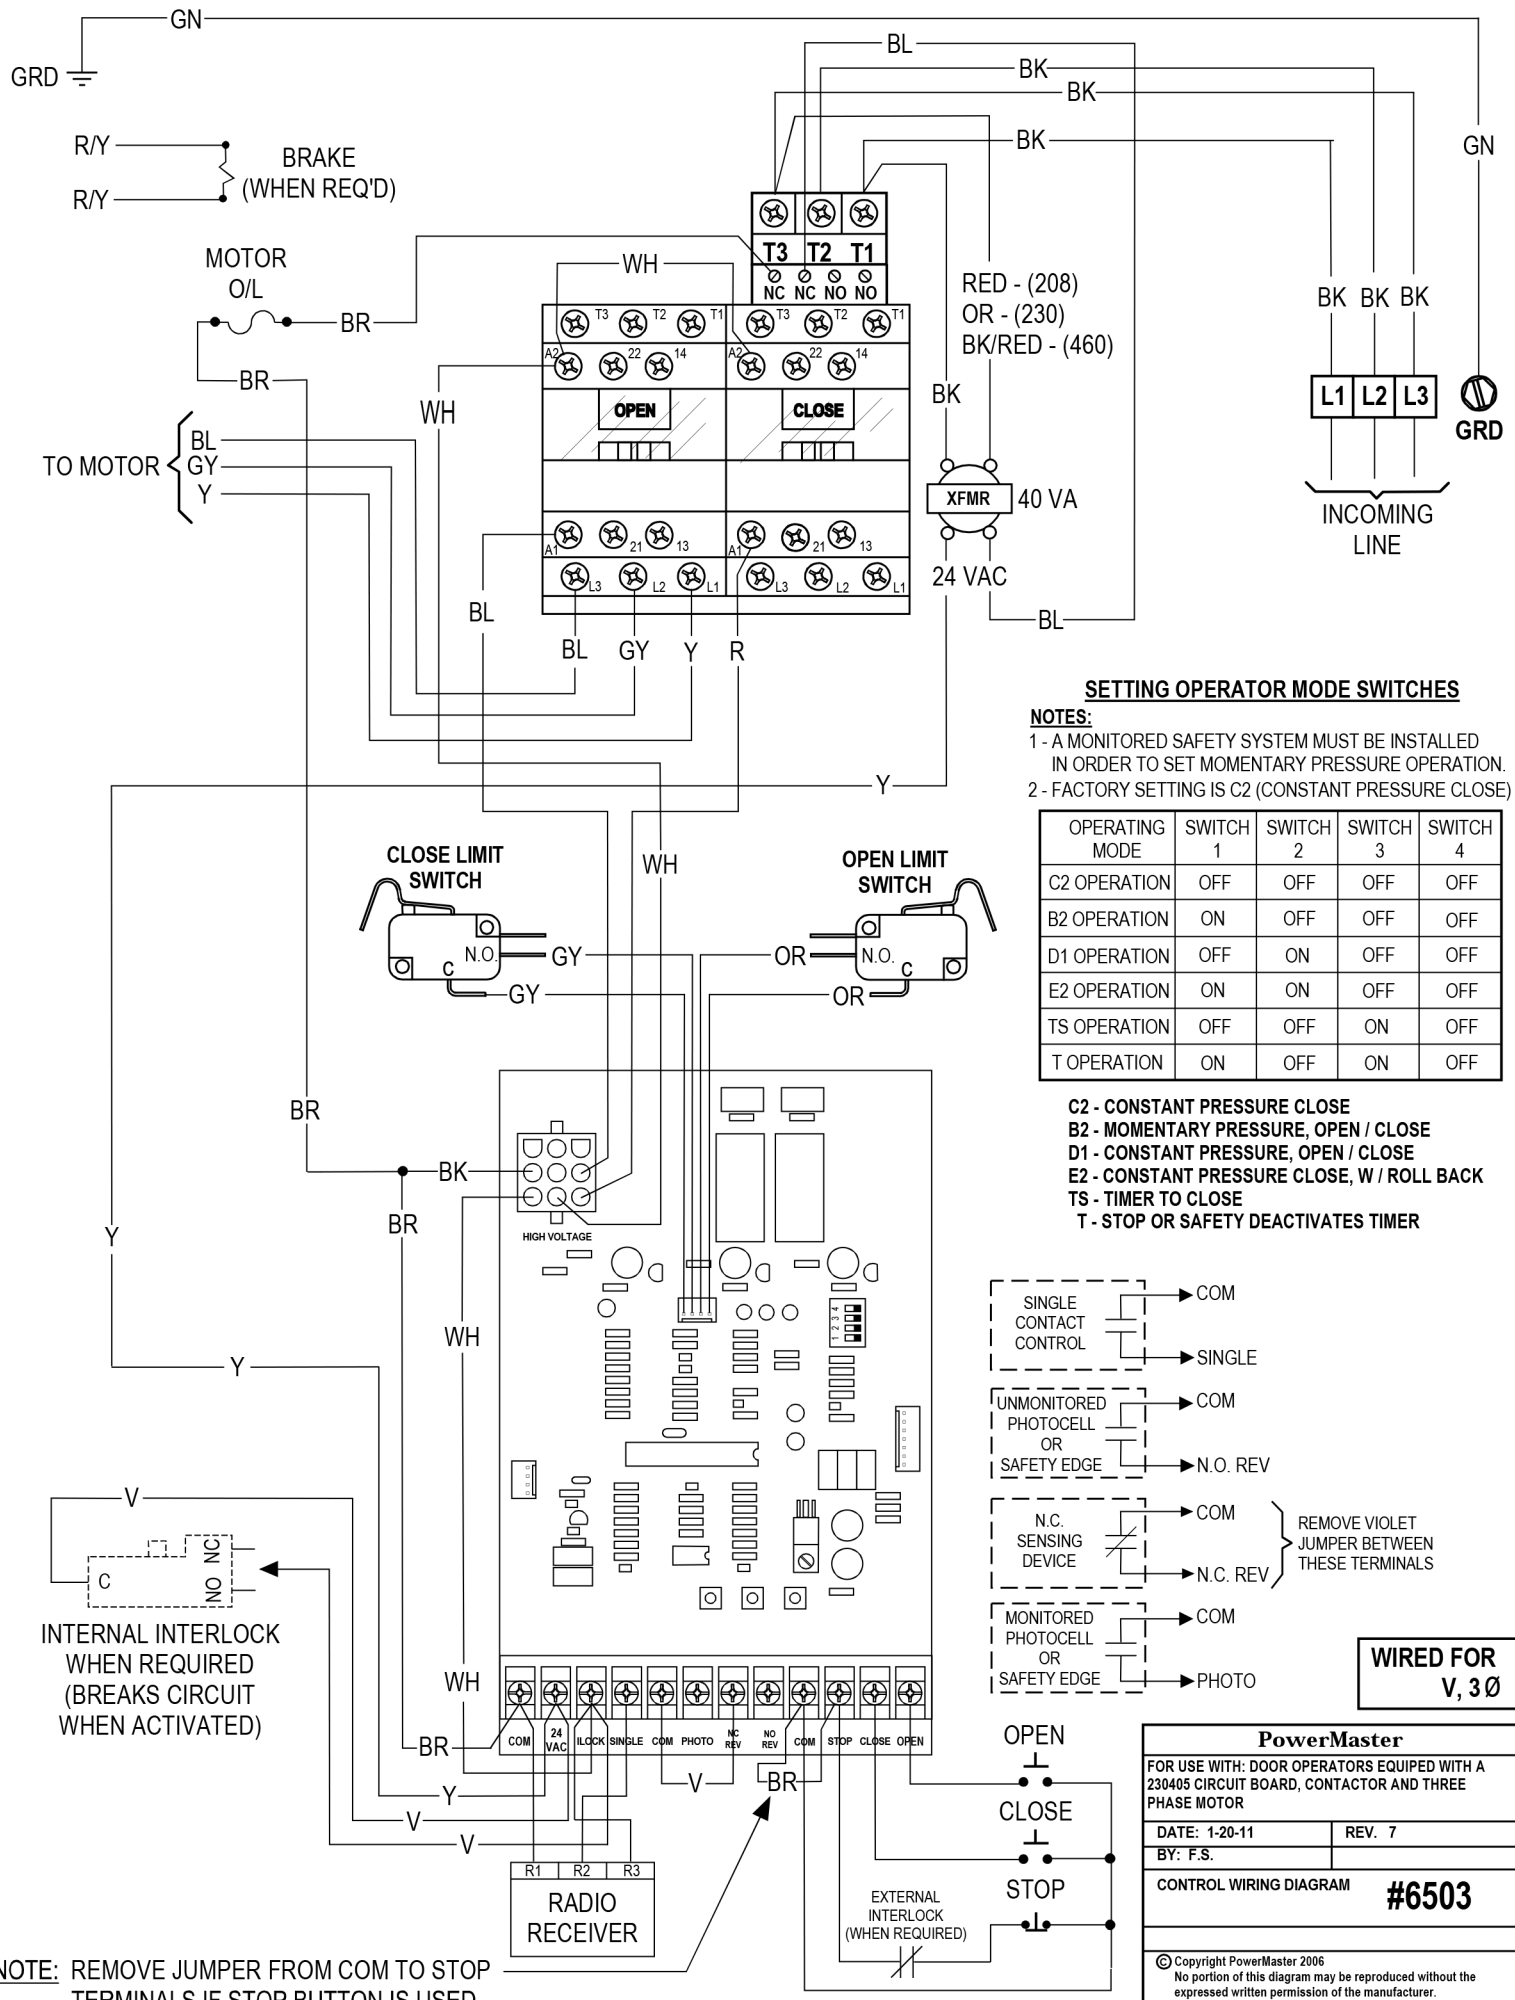 GN
GRD
BL
BK
BK
BK
GN
R/Y
R/Y
BRAKE
(WHEN REQ'D)
MOTOR
O/L
BR
BR
WH
T3 T2 T1
NC NC NO NO
RED - (208)
OR - (230)
BK/RED - (460)
BK BK BK
L1 L2 L3
GRD
INCOMING
LINE
T3 T2 T1 T3 T2 T1
A2 22 14 A2 22 14
OPEN CLOSE
WH
BK
TO MOTOR
BL
GY
Y
XFMR 40 VA
A1 21 13 A1 21 13
L3 L2 L1 L3 L2 L1
24 VAC
BL
BL
BL GY Y R
Y
SETTING OPERATOR MODE SWITCHES
NOTES:
1 - A MONITORED SAFETY SYSTEM MUST BE INSTALLED
IN ORDER TO SET MOMENTARY PRESSURE OPERATION.
2 - FACTORY SETTING IS C2 (CONSTANT PRESSURE CLOSE)
OPERATING MODE SWITCH 1 SWITCH 2 SWITCH 3 SWITCH 4
C2 OPERATION OFF OFF OFF OFF
B2 OPERATION ON OFF OFF OFF
D1 OPERATION OFF ON OFF OFF
E2 OPERATION ON ON OFF OFF
TS OPERATION OFF OFF ON OFF
T OPERATION ON OFF ON OFF
C2 - CONSTANT PRESSURE CLOSE
B2 - MOMENTARY PRESSURE, OPEN / CLOSE
D1 - CONSTANT PRESSURE, OPEN / CLOSE
E2 - CONSTANT PRESSURE CLOSE, W / ROLL BACK
TS - TIMER TO CLOSE
T - STOP OR SAFETY DEACTIVATES TIMER
CLOSE LIMIT
SWITCH
WH
OPEN LIMIT
SWITCH
N.O.
C
GY
GY
OR
OR
N.O.
C
BR
BK
BR
HIGH VOLTAGE
Y
WH
Y
1 2 3 4
SINGLE
CONTACT
CONTROL
COM
SINGLE
UNMONITORED
PHOTOCELL
OR
SAFETY EDGE
COM
N.O. REV
N.C.
SENSING
DEVICE
COM
N.C. REV
REMOVE VIOLET
JUMPER BETWEEN
THESE TERMINALS
MONITORED
PHOTOCELL
OR
SAFETY EDGE
COM
PHOTO
V
C
NC
NO
INTERNAL INTERLOCK
WHEN REQUIRED
(BREAKS CIRCUIT
WHEN ACTIVATED)
WH
BR
COM 24 VAC ILOCK SINGLE COM PHOTO NC REV NO REV COM STOP CLOSE OPEN
Y
V
V
V
BR
R1 R2 R3
RADIO
RECEIVER
OPEN
CLOSE
STOP
EXTERNAL
INTERLOCK
(WHEN REQUIRED)
NOTE: REMOVE JUMPER FROM COM TO STOP
TERMINALS IF STOP BUTTON IS USED
WIRED FOR
V, 3Ø
PowerMaster
FOR USE WITH: DOOR OPERATORS EQUIPED WITH A
230405 CIRCUIT BOARD, CONTACTOR AND THREE
PHASE MOTOR
DATE: 1-20-11 REV. 7
BY: F.S.
CONTROL WIRING DIAGRAM #6503
© Copyright PowerMaster 2006
No portion of this diagram may be reproduced without the
expressed written permission of the manufacturer.